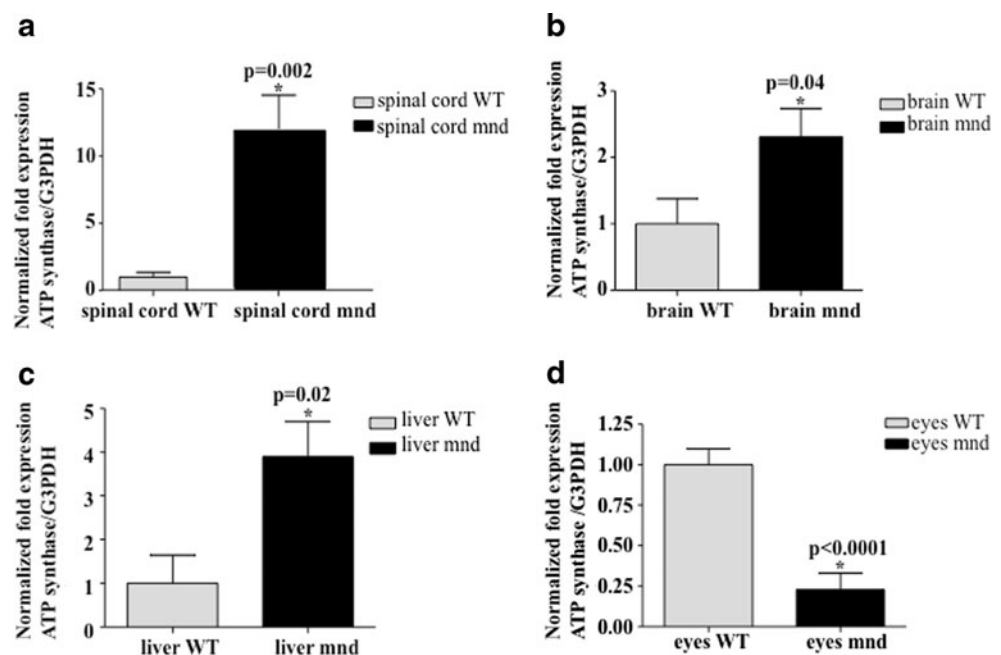 a
p=0.002
*
Normalized fold expression
ATP synthase/G3PDH
15
10
5
0
spinal cord WT
spinal cord mnd
spinal cord WT
spinal cord mnd
b
p=0.04
*
Normalized fold expression
ATP synthase/G3PDH
3
2
1
0
brain WT
brain mnd
brain WT
brain mnd
c
p=0.02
*
Normalized fold expression
ATP synthase/G3PDH
5
4
3
2
1
0
liver WT
liver mnd
liver WT
liver mnd
d
Normalized fold expression
ATP synthase /G3PDH
1.25
1.00
0.75
0.50
0.25
0.00
p<0.0001
*
eyes WT
eyes mnd
eyes WT
eyes mnd